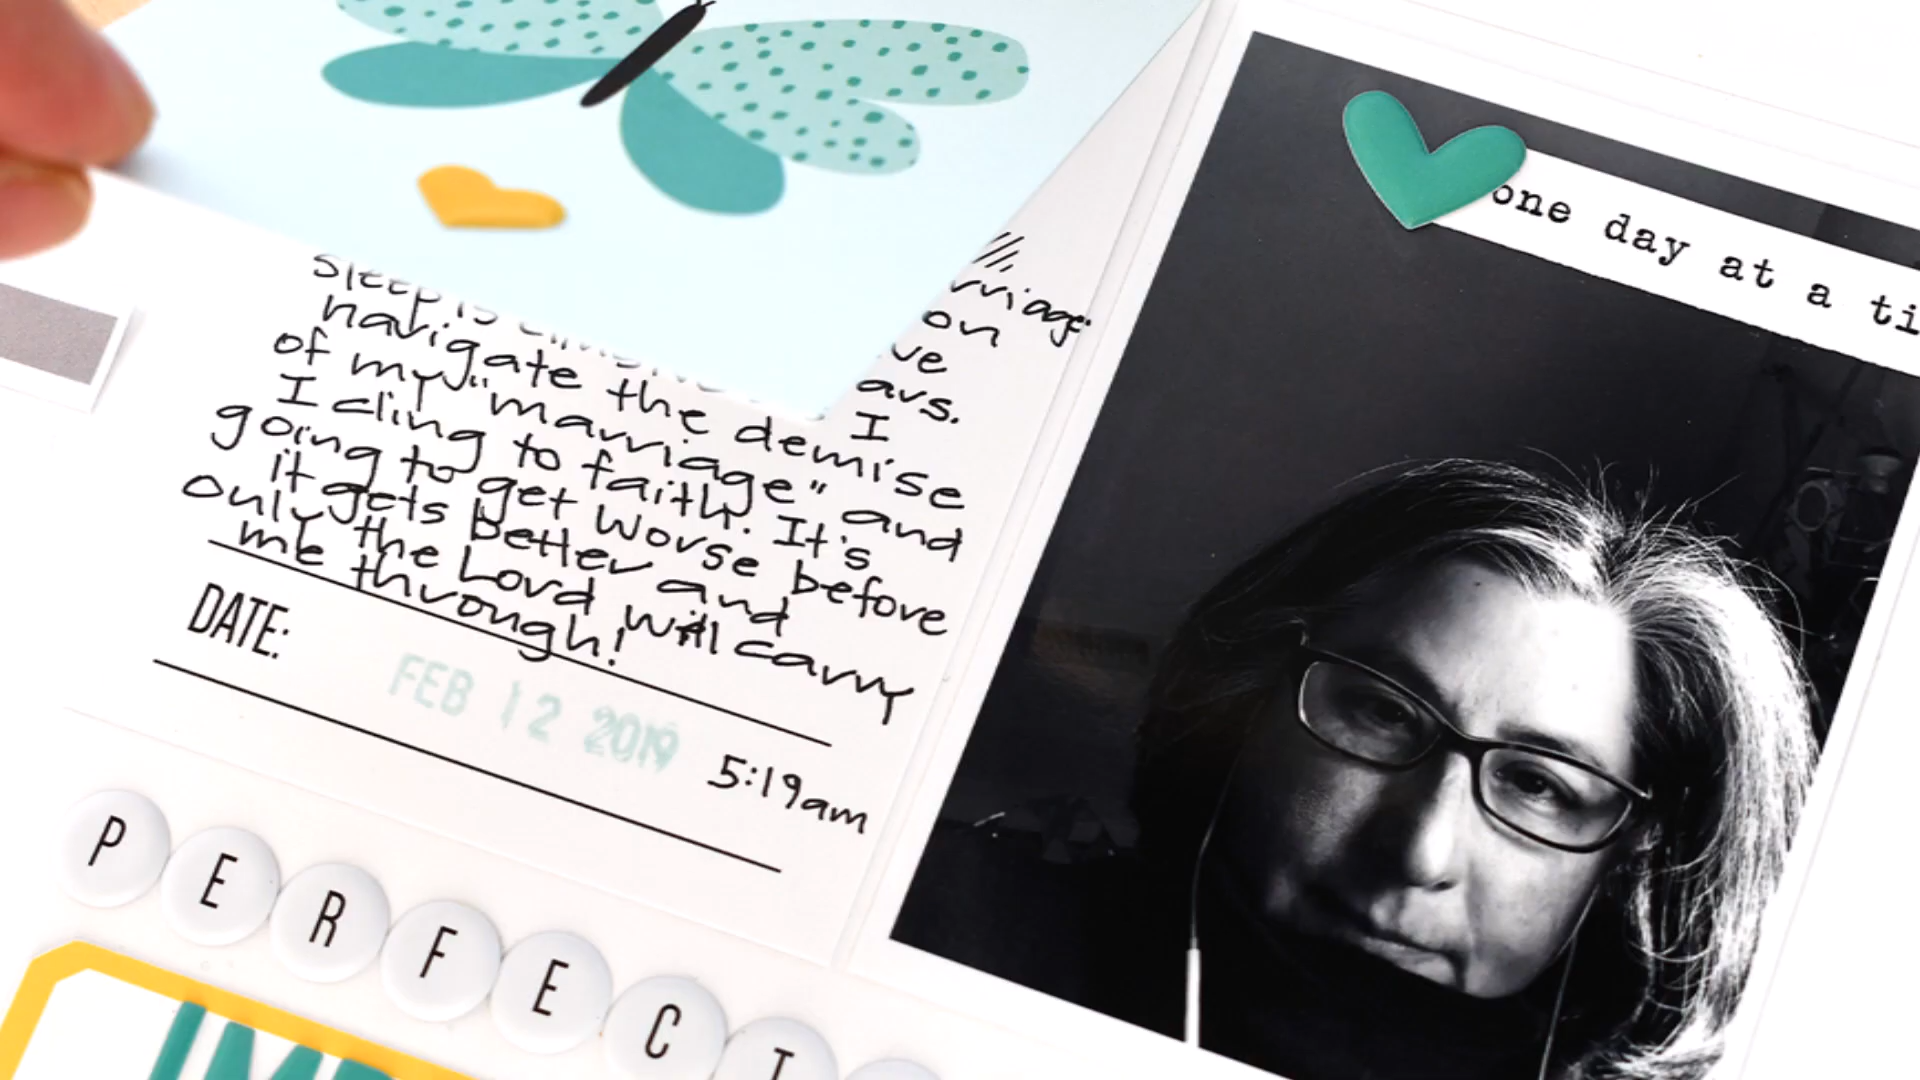 sleep is
navigate the demise
of my "marriage" and
I cling to faith. It's
going to get worse before
it gets better and
only the Lord will carry
me through!
on
I
DATE: FEB 12 2019 5:19am
PERFECT
one day at a ti